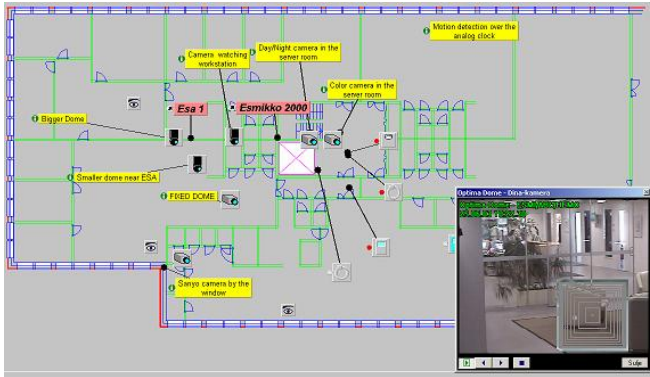 Motion detection over the
analog clock
Day/Night camera in the
server room
Camera watching
workstation
Color camera in the
server room
Bigger Dome
Esa 1
Esmikko 2000
Smaller dome near ESA
FIXED DOME
Sanyo camera by the
window
Optima Dome - Dina-kamera
Sulje